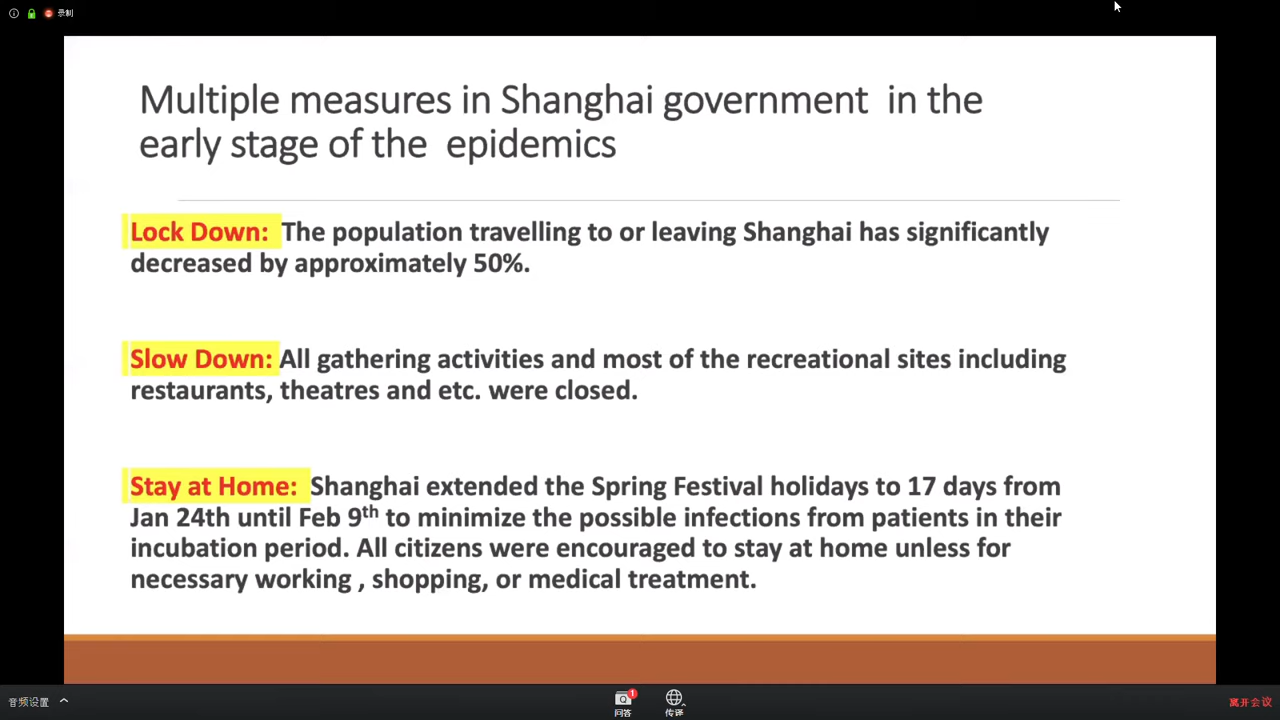 录制
Multiple measures in Shanghai government in the
early stage of the epidemics
Lock Down: The population travelling to or leaving Shanghai has significantly
decreased by approximately 50%.
Slow Down: All gathering activities and most of the recreational sites including
restaurants, theatres and etc. were closed.
Stay at Home: Shanghai extended the Spring Festival holidays to 17 days from
Jan 24th until Feb 9th to minimize the possible infections from patients in their
incubation period. All citizens were encouraged to stay at home unless for
necessary working , shopping, or medical treatment.
音频设置
1
问答
传译
离开会议